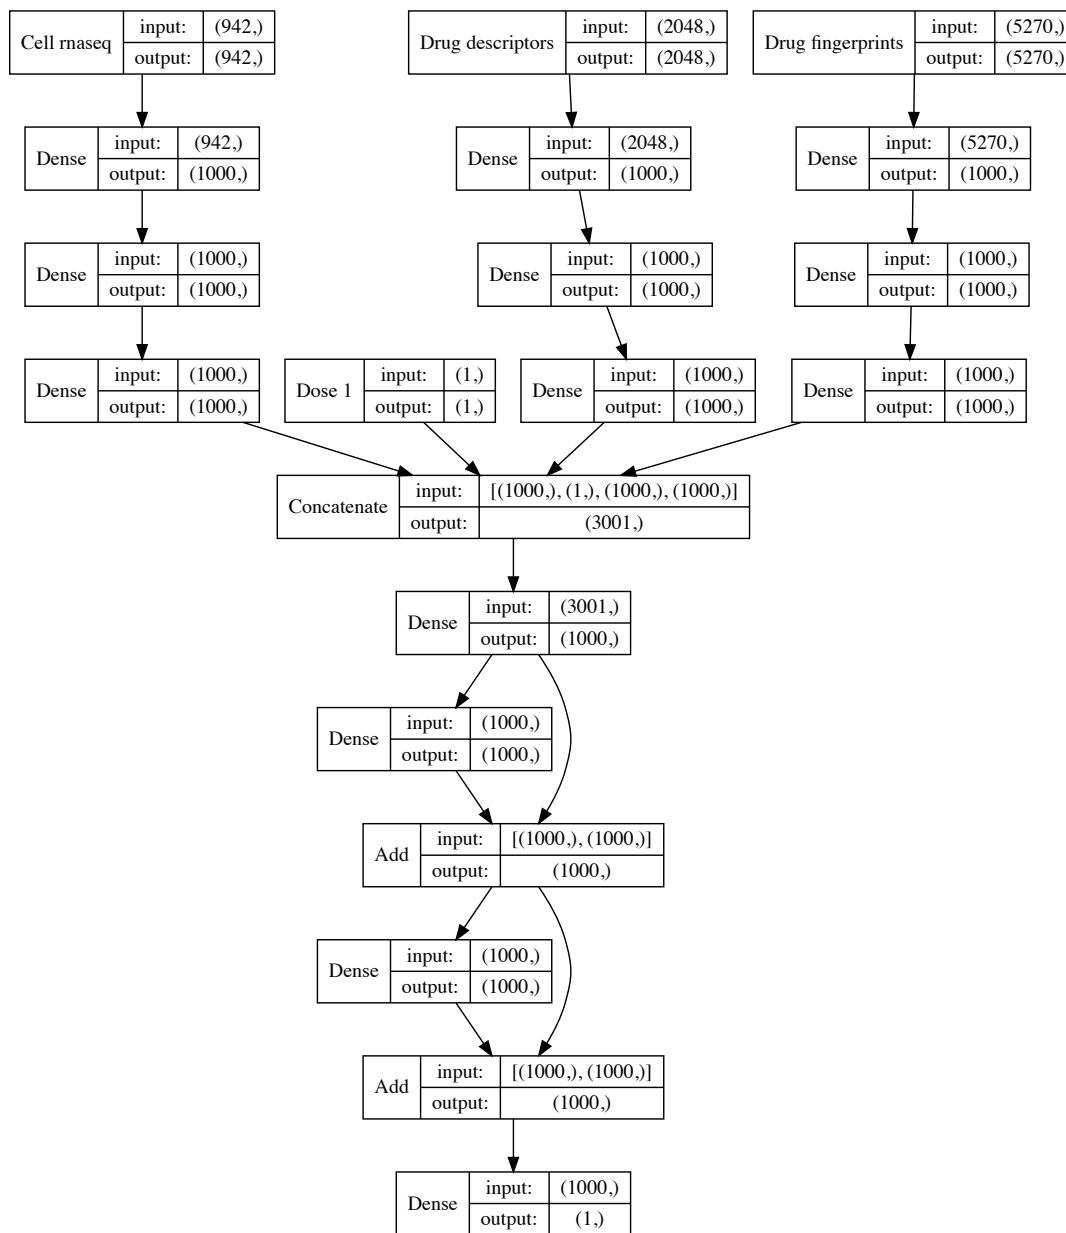 Cell rnaseq input: (942,)
output: (942,)
Drug descriptors input: (2048,)
output: (2048,)
Drug fingerprints input: (5270,)
output: (5270,)
Dense input: (942,)
output: (1000,)
Dense input: (2048,)
output: (1000,)
Dense input: (5270,)
output: (1000,)
Dense input: (1000,)
output: (1000,)
Dense input: (1000,)
output: (1000,)
Dense input: (1000,)
output: (1000,)
Dense input: (1000,)
output: (1000,)
Dose 1 input: (1,)
output: (1,)
Dense input: (1000,)
output: (1000,)
Dense input: (1000,)
output: (1000,)
Concatenate input: [(1000,), (1,), (1000,), (1000,)]
output: (3001,)
Dense input: (3001,)
output: (1000,)
Dense input: (1000,)
output: (1000,)
Add input: [(1000,), (1000,)]
output: (1000,)
Dense input: (1000,)
output: (1000,)
Add input: [(1000,), (1000,)]
output: (1000,)
Dense input: (1000,)
output: (1,)